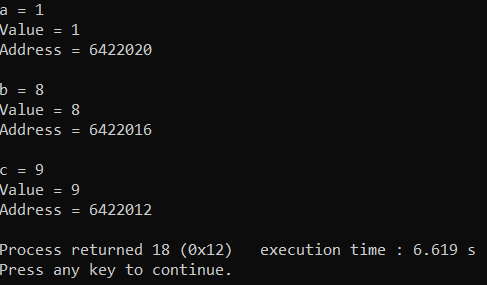 a = 1
Value = 1
Address = 6422020
b = 8
Value = 8
Address = 6422016
c = 9
Value = 9
Address = 6422012
Process returned 18 (0x12)   execution time : 6.619 s
Press any key to continue.